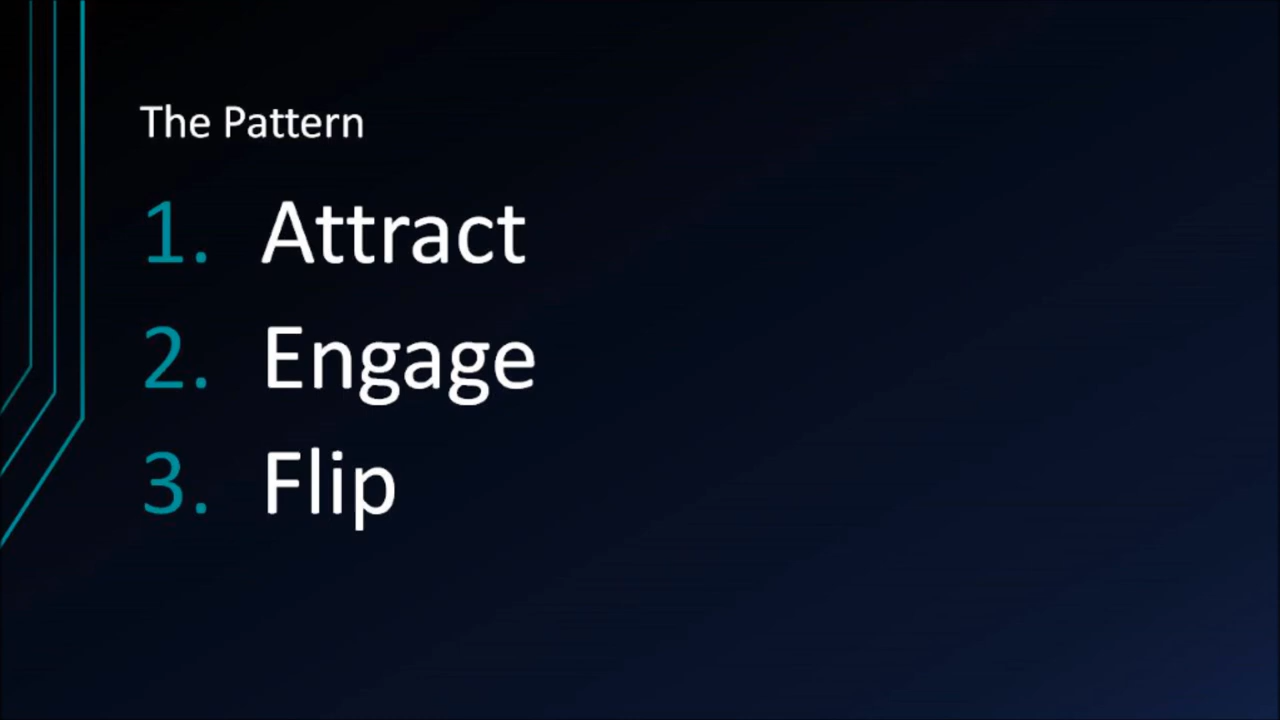 The Pattern
1. Attract
2. Engage
3. Flip